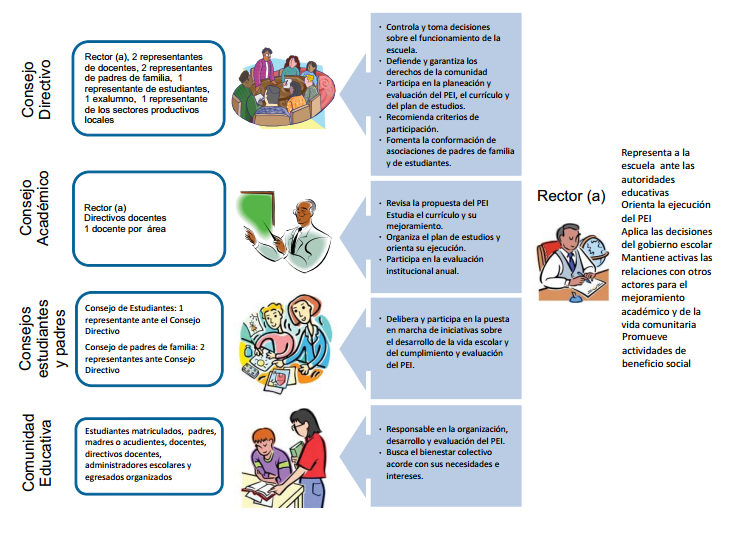 Consejo
Directivo
Rector (a), 2 representantes
de docentes, 2 representantes
de padres de familia, 1
representante de estudiantes,
1 exalumno, 1 representante
de los sectores productivos
locales
• Controla y toma decisiones
sobre el funcionamiento de la
escuela.
• Defiende y garantiza los
derechos de la comunidad
• Participa en la planeación y
evaluación del PEI, el currículo y
del plan de estudios.
• Recomienda criterios de
participación.
• Fomenta la conformación de
asociaciones de padres de familia
y de estudiantes.
Consejo
Académico
Rector (a)
Directivos docentes
1 docente por área
• Revisa la propuesta del PEI
Estudia el currículo y su
mejoramiento.
• Organiza el plan de estudios y
orienta su ejecución.
• Participa en la evaluación
institucional anual.
Consejos
estudiantes
y padres
Consejo de Estudiantes: 1
representante ante el Consejo
Directivo
Consejo de padres de familia: 2
representantes ante Consejo
Directivo
• Delibera y participa en la puesta
en marcha de iniciativas sobre
el desarrollo de la vida escolar y
del cumplimiento y evaluación
del PEI.
Comunidad
Educativa
Estudiantes matriculados, padres,
madres o acudientes, docentes,
directivos docentes,
administradores escolares y
egresados organizados
• Responsable en la organización,
desarrollo y evaluación del PEI.
• Busca el bienestar colectivo
acorde con sus necesidades e
intereses.
Rector (a)
Representa a la
escuela ante las
autoridades
educativas
Orienta la ejecución
del PEI
Aplica las decisiones
del gobierno escolar
Mantiene activas las
relaciones con otros
actores para el
mejoramiento
académico y de la
vida comunitaria
Promueve
actividades de
beneficio social